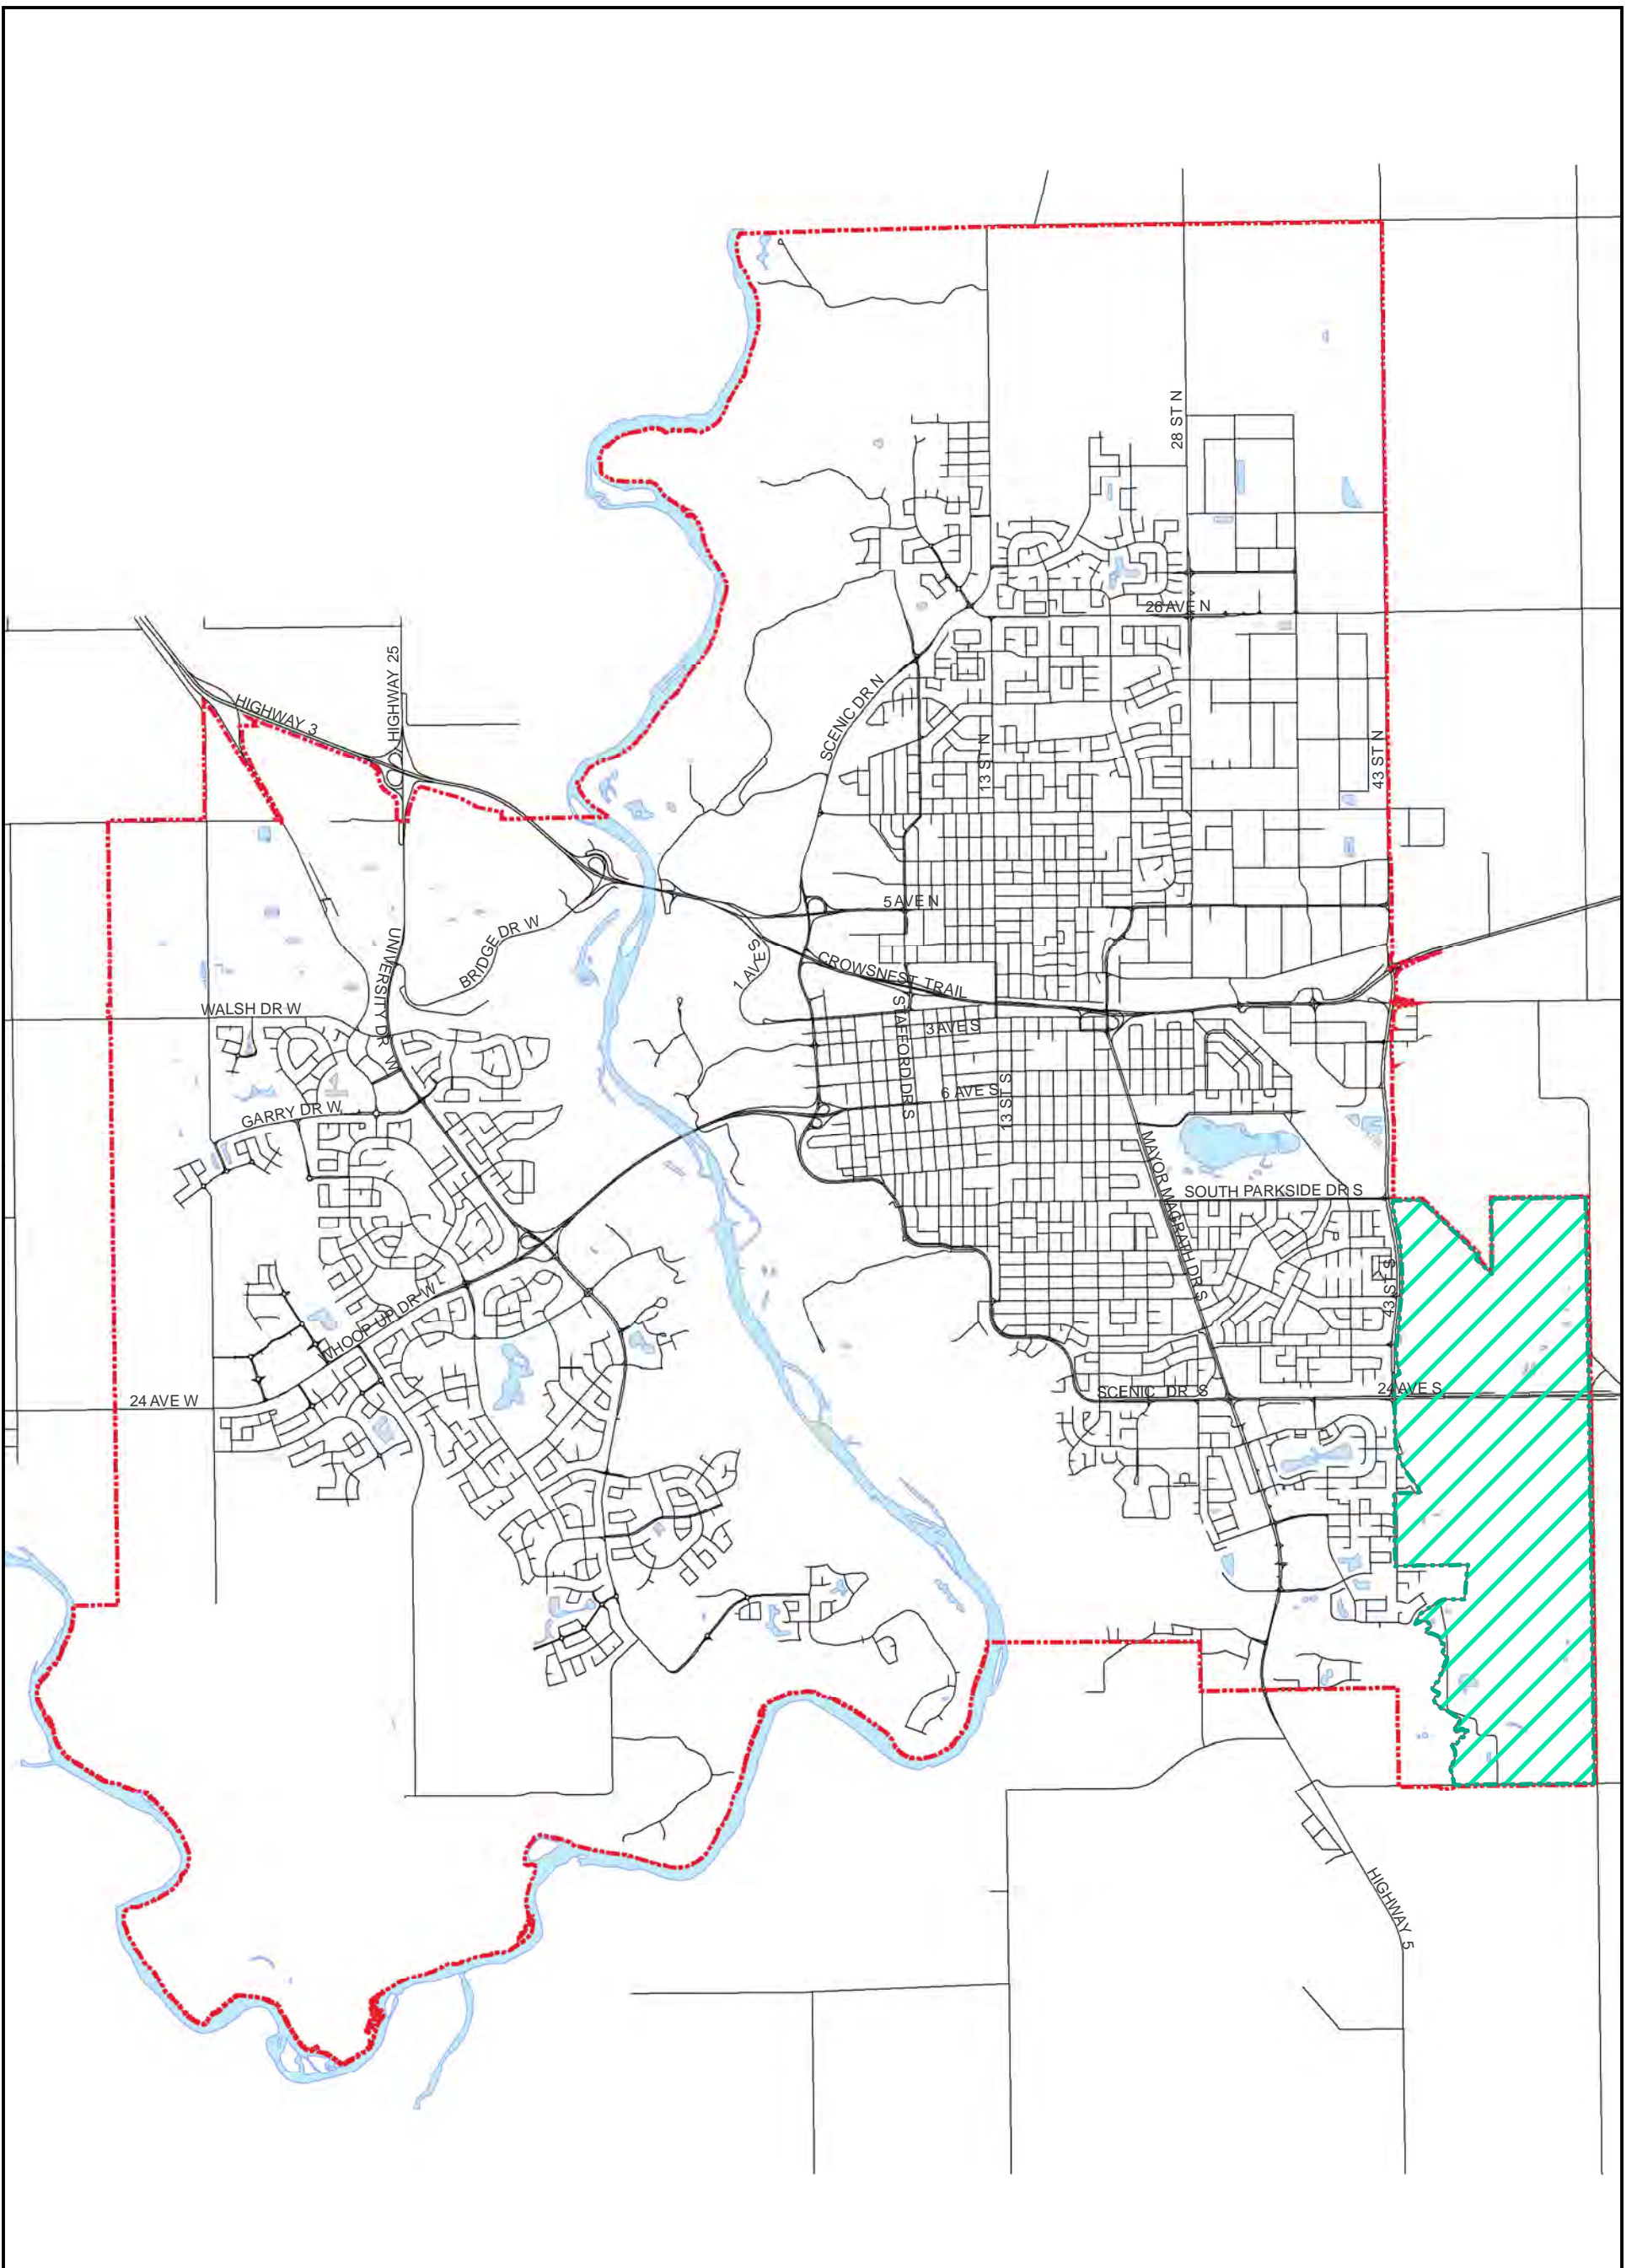 28 ST N
26 AVE N
HIGHWAY 25
HIGHWAY 3
SCENIC DR N
13 ST N
43 ST N
5 AVE N
UNIVERSITY DR W
BRIDGE DR W
1 AVE S
CROWSNEST TRAIL
WALSH DR W
STAFFORD DR S
3 AVE S
6 AVE S
13 ST S
GARRY DR W
MAYOR MAGRATH DR S
SOUTH PARKSIDE DR S
43 ST S
WHOOP UP DR W
24 AVE W
SCENIC DR S
24 AVE S
HIGHWAY 5